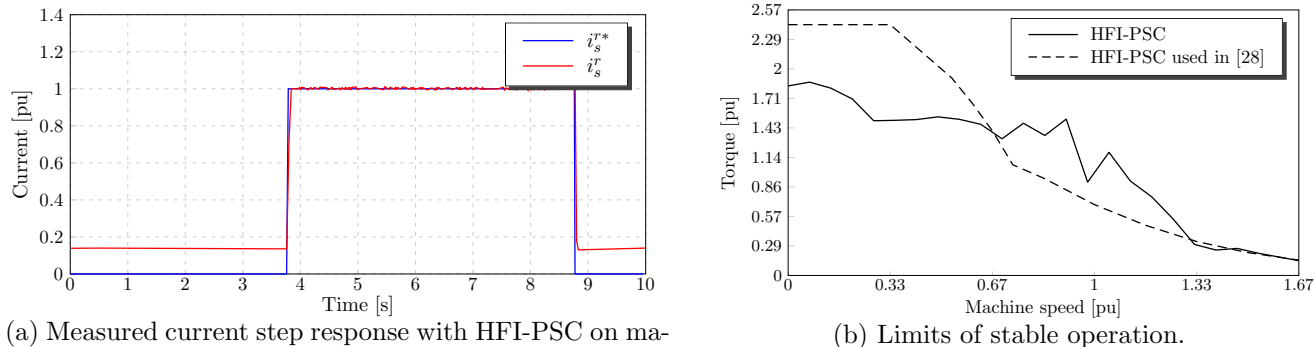 1.4
1.2
1
0.8
0.6
0.4
0.2
0
Current [pu]
0 1 2 3 4 5 6 7 8 9 10
Time [s]
i_s^{r*}
i_s^r
(a) Measured current step response with HFI-PSC on ma-
2.57
2.29
2
1.71
1.43
1.14
0.86
0.57
0.29
0
Torque [pu]
0 0.33 0.67 1 1.33 1.67
Machine speed [pu]
HFI-PSC
HFI-PSC used in [28]
(b) Limits of stable operation.